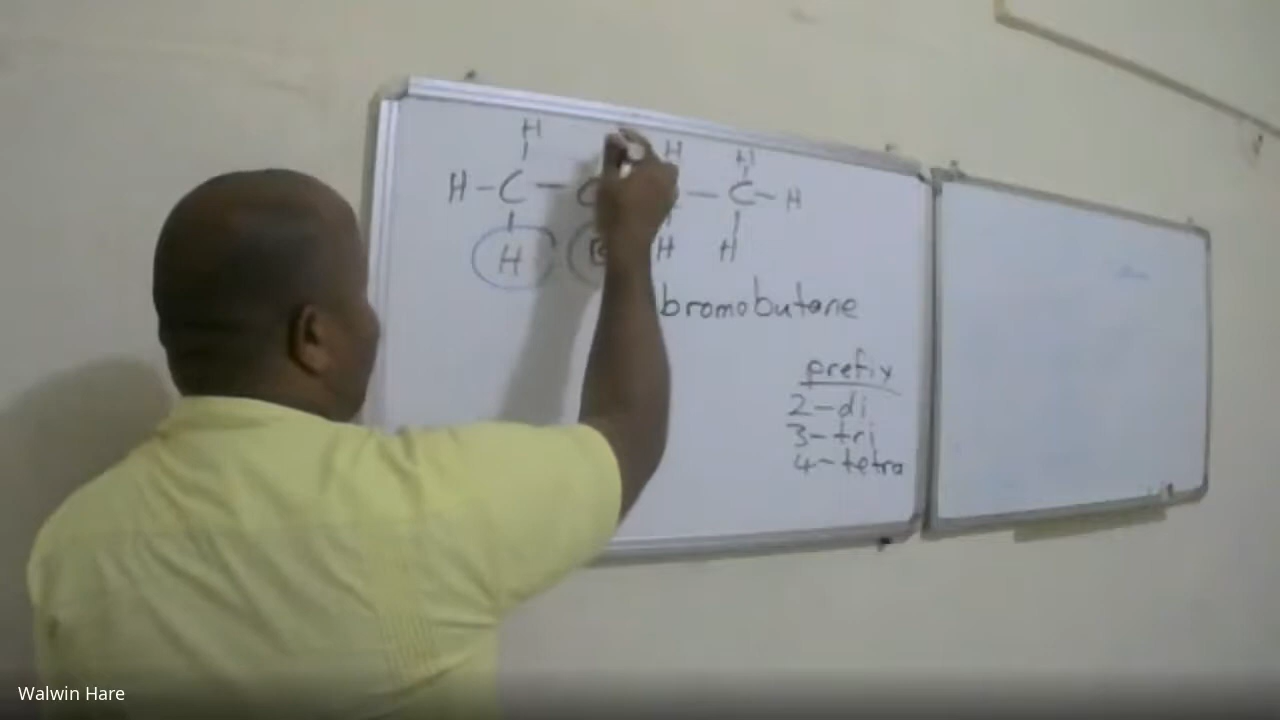 H H H
H - C - C - C - H
H B H H
bromobutane
prefix
2-di
3-tri
4-tetra
Walwin Hare